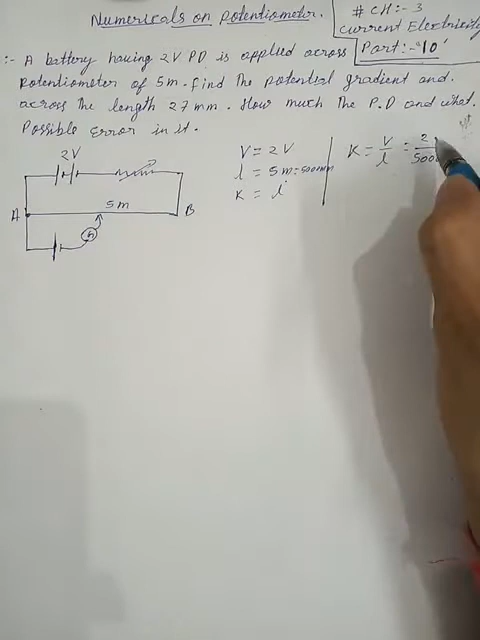 Numericals on potentiometer.
# CH:- 3
Current Electricity
Part:- "10"
:- A battery having 2V PD is applied across
Potentiometer of 5m. find the potential gradient and
across the length 27mm. How much the P.D and what.
Possible Error in it.
2V
A
5m
B
G
V = 2V
l = 5m = 500mm
K = l
K = V/l = 2/500